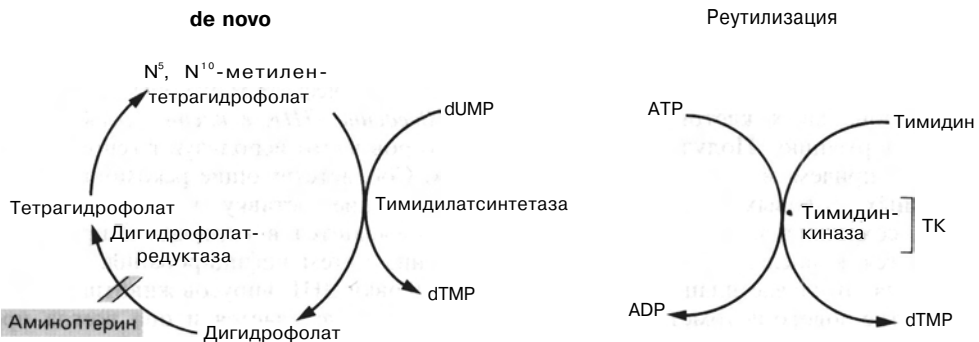 de novo
Реутилизация
N⁵, N¹⁰-метилен-
тетрагидрофолат
dUMP
Тетрагидрофолат
Дигидрофолат-
редуктаза
Тимидилатсинтетаза
Аминоптерин
dTMP
Дигидрофолат
ATP
Тимидин
Тимидин-
киназа
ТК
ADP
dTMP